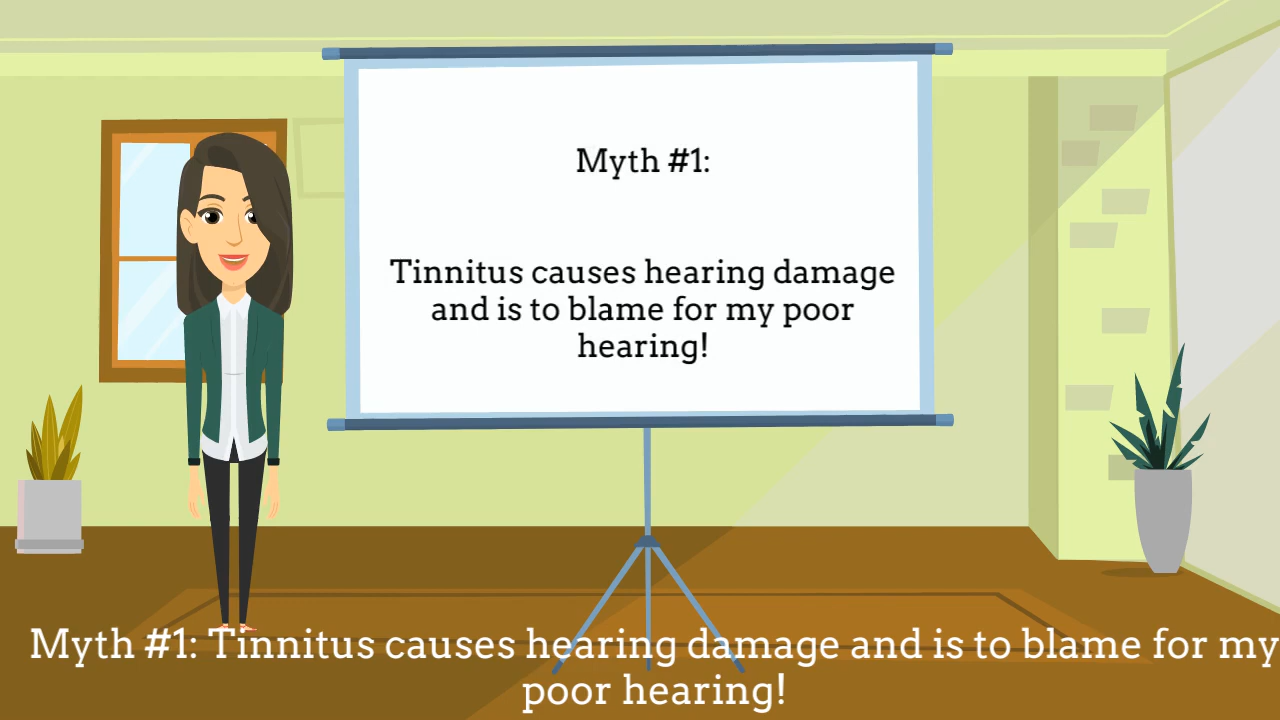 Myth #1:
Tinnitus causes hearing damage
and is to blame for my poor
hearing!
Myth #1: Tinnitus causes hearing damage and is to blame for my
poor hearing!